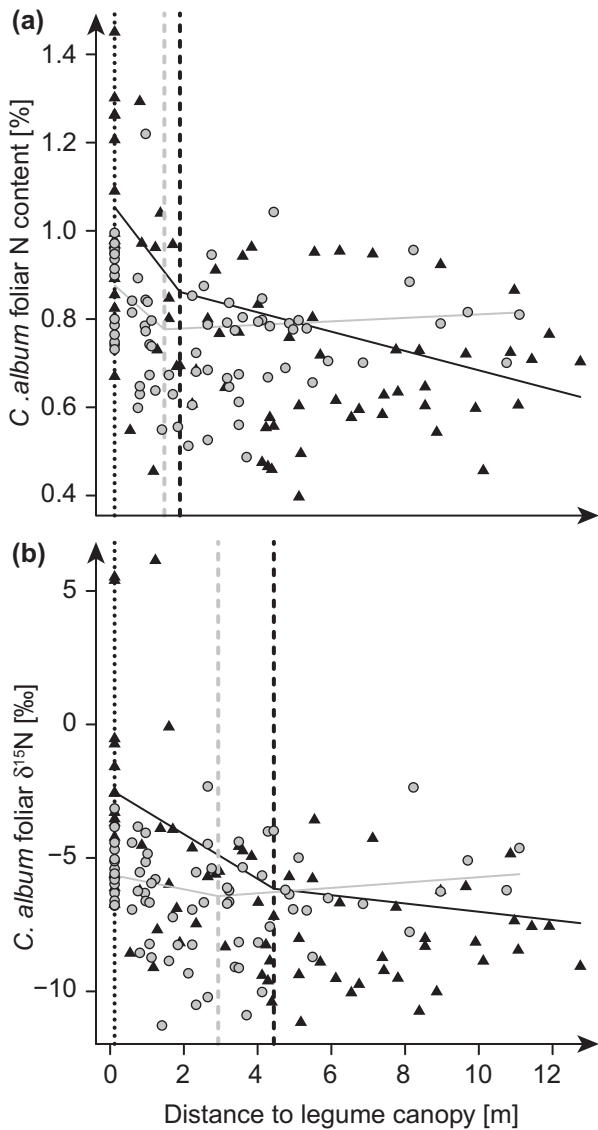 (a)
C. album foliar N content [%]
1.4
1.2
1.0
0.8
0.6
0.4
(b)
C. album foliar δ¹⁵N [‰]
5
0
−5
−10
0 2 4 6 8 10 12
Distance to legume canopy [m]